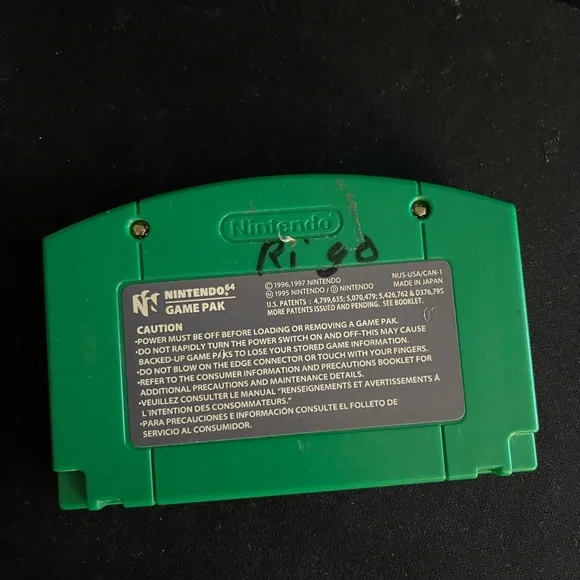 Nintendo
Rigo
NINTENDO64
GAME PAK
©1996,1997 NINTENDO
Ⓜ1995 NINTENDO / Ⓓ NINTENDO
NUS-USA/CAN-1
MADE IN JAPAN
U.S. PATENTS : 4,799,635; 5,070,479; 5,426,762 & D376,795
MORE PATENTS ISSUED AND PENDING. SEE BOOKLET.
CAUTION
•POWER MUST BE OFF BEFORE LOADING OR REMOVING A GAME PAK.
•DO NOT RAPIDLY TURN THE POWER SWITCH ON AND OFF-THIS MAY CAUSE
BACKED-UP GAME PAKS TO LOSE YOUR STORED GAME INFORMATION.
•DO NOT BLOW ON THE EDGE CONNECTOR OR TOUCH WITH YOUR FINGERS.
•REFER TO THE CONSUMER INFORMATION AND PRECAUTIONS BOOKLET FOR
ADDITIONAL PRECAUTIONS AND MAINTENANCE DETAILS.
•VEUILLEZ CONSULTER LE MANUEL "RENSEIGNEMENTS ET AVERTISSEMENTS À
L'INTENTION DES CONSOMMATEURS."
•PARA PRECAUCIONES E INFORMACIÓN CONSULTE EL FOLLETO DE
SERVICIO AL CONSUMIDOR.